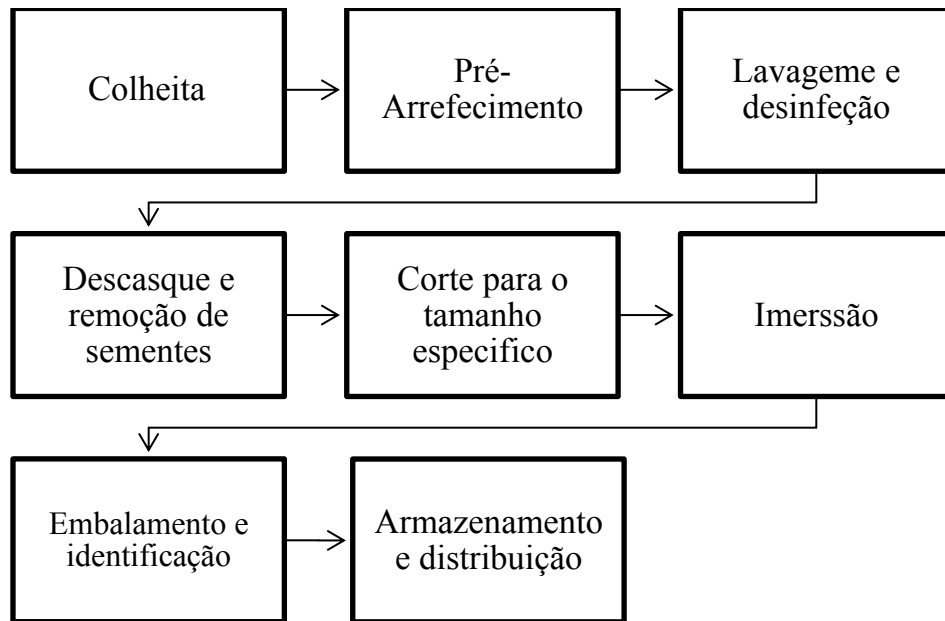 Colheita
Pré-
Arrefecimento
Lavageme e
desinfeção
Descasque e
remoção de
sementes
Corte para o
tamanho
especifico
Imerssão
Embalamento e
identificação
Armazenamento
e distribuição